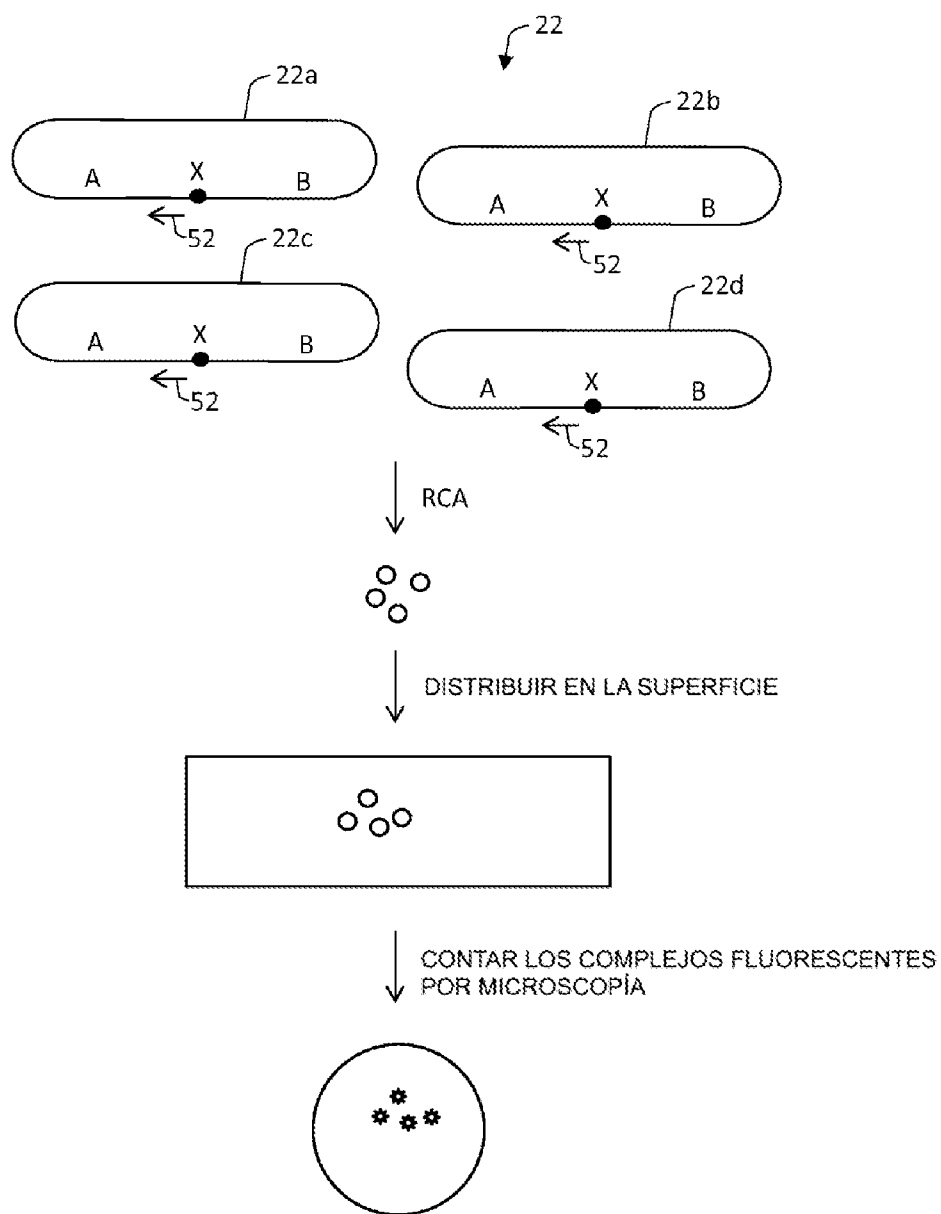 22
22a
22b
A X B
A X B
52
22c
52
22d
A X B
A X B
52
52
RCA
DISTRIBUIR EN LA SUPERFICIE
CONTAR LOS COMPLEJOS FLUORESCENTES
POR MICROSCOPÍA